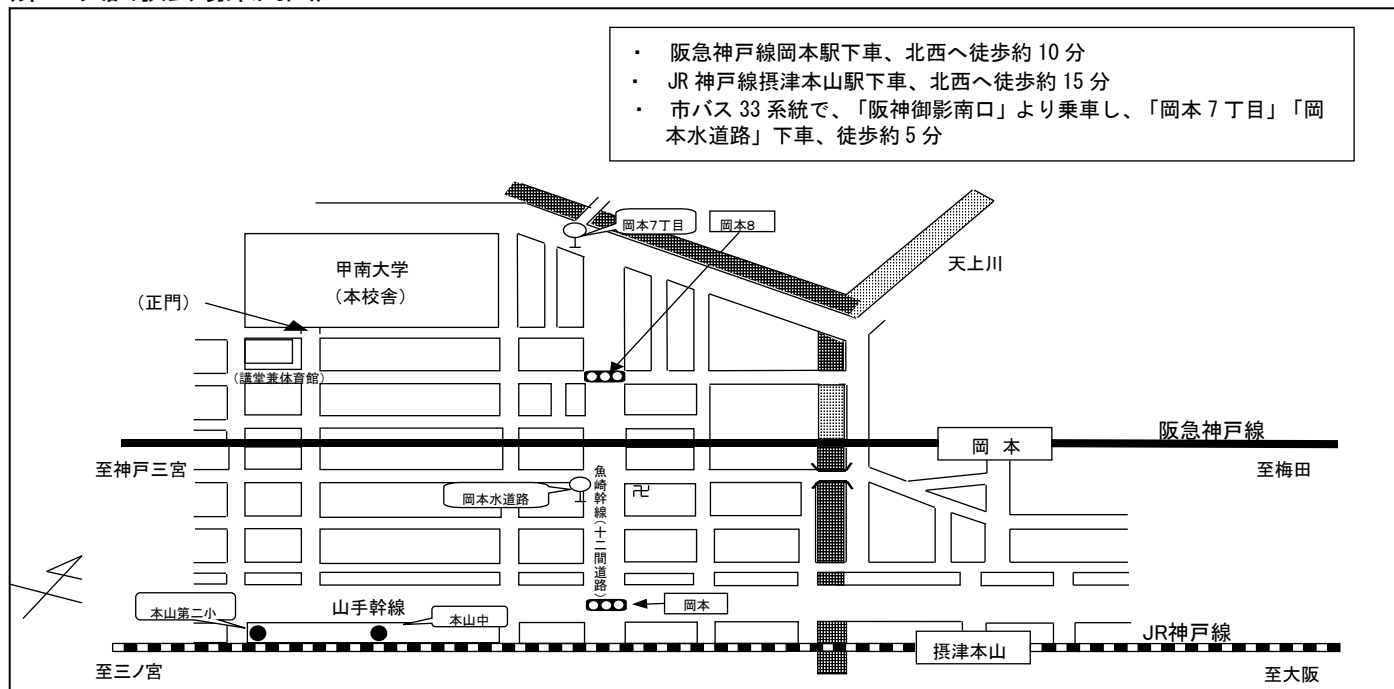 ・ 阪急神戸線岡本駅下車、北西へ徒歩約 10 分
・ JR 神戸線摂津本山駅下車、北西へ徒歩約 15 分
・ 市バス 33 系統で、「阪神御影南口」より乗車し、「岡本 7 丁目」「岡
本水道路」下車、徒歩約 5 分
岡本7丁目
岡本8
天上川
甲南大学
（本校舎）
（正門）
（講堂兼体育館）
阪急神戸線
岡 本
至神戸三宮
至梅田
魚崎幹線（十二間道路）
岡本水道路
卍
本山第二小
山手幹線
本山中
岡本
JR神戸線
摂津本山
至三ノ宮
至大阪